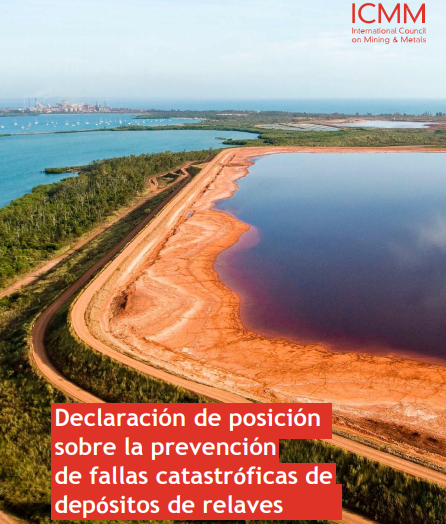 ICMM
International Council
on Mining & Metals
Declaración de posición
sobre la prevención
de fallas catastróficas de
depósitos de relaves